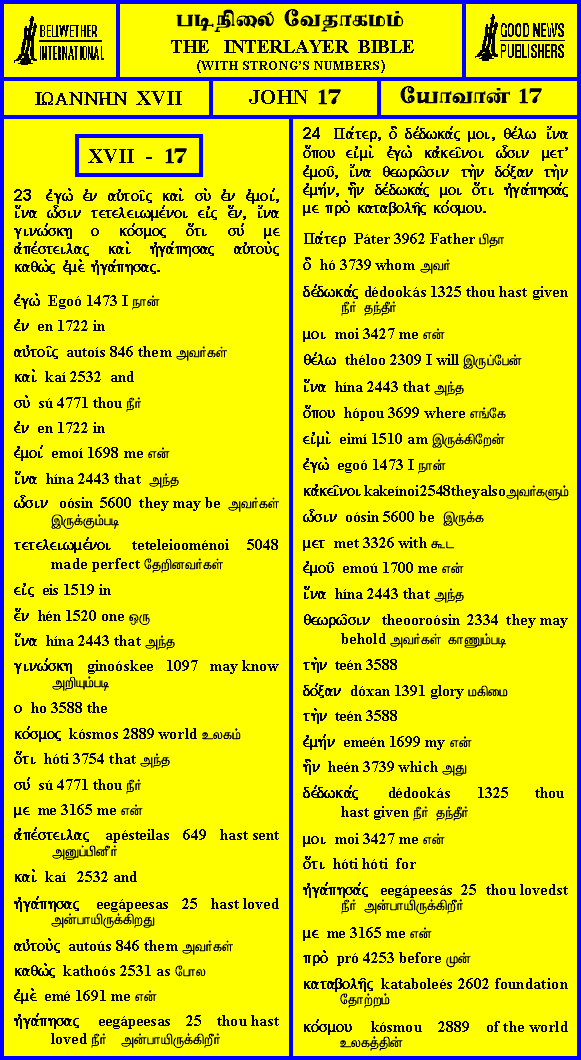 BELLWETHER
INTERNATIONAL
படிநிலை வேதாகமம்
THE INTERLAYER BIBLE
(WITH STRONG'S NUMBERS)
GOOD NEWS
PUBLISHERS
ΙΩΑΝΝΗΝ XVII
JOHN 17
யோவான் 17
XVII - 17
23 ἐγὼ ἐν αὐτοῖς καὶ σὺ ἐν ἐμοί,
ἵνα ὦσιν τετελειωμένοι εἰς ἕν, ἵνα
γινώσκῃ ο κόσμος ὅτι σύ με
ἀπέστειλας καὶ ἠγάπησας αὐτοὺς
καθὼς ἐμὲ ἠγάπησας.
ἐγὼ Egoó 1473 I நான்
ἐν en 1722 in
αὐτοῖς autoís 846 them அவர்கள்
καὶ kaí 2532 and
σὺ sú 4771 thou நீர்
ἐν en 1722 in
ἐμοί emoí 1698 me என்
ἵνα hína 2443 that அந்த
ὦσιν oósin 5600 they may be அவர்கள்
இருக்கும்படி
τετελειωμένοι teteleiooménoi 5048
made perfect தேறினவர்கள்
εἰς eis 1519 in
ἕν hén 1520 one ஒரு
ἵνα hína 2443 that அந்த
γινώσκῃ ginoóskee 1097 may know
அறியும்படி
ο ho 3588 the
κόσμος kósmos 2889 world உலகம்
ὅτι hóti 3754 that அந்த
σύ sú 4771 thou நீர்
με me 3165 me என்
ἀπέστειλας apésteilas 649 hast sent
அனுப்பினீர்
καὶ kaí 2532 and
ἠγάπησας eegápeesas 25 hast loved
அன்பாயிருக்கிறது
αὐτοὺς autoús 846 them அவர்கள்
καθὼς kathoós 2531 as போல
ἐμὲ emé 1691 me என்
ἠγάπησας eegápeesas 25 thou hast
loved நீர் அன்பாயிருக்கிறீர்
24 Πάτερ, ὃ δέδωκάς μοι, θέλω ἵνα
ὅπου εἰμὶ ἐγὼ κἀκεῖνοι ὦσιν μετ'
ἐμοῦ, ἵνα θεωρῶσιν τὴν δόξαν τὴν
ἐμήν, ἣν δέδωκάς μοι ὅτι ἠγάπησάς
με πρὸ καταβολῆς κόσμου.
Πάτερ Páter 3962 Father பிதா
ὃ hó 3739 whom அவர்
δέδωκάς dédookás 1325 thou hast given
நீர் தந்தீர்
μοι moi 3427 me என்
θέλω théloo 2309 I will இருப்பேன்
ἵνα hína 2443 that அந்த
ὅπου hópou 3699 where எங்கே
εἰμὶ eimí 1510 am இருக்கிறேன்
ἐγὼ egoó 1473 I நான்
κἀκεῖνοι kakeínoi2548theyalsoஅவர்களும்
ὦσιν oósin 5600 be இருக்க
μετ met 3326 with கூட
ἐμοῦ emoú 1700 me என்
ἵνα hína 2443 that அந்த
θεωρῶσιν theooroósin 2334 they may
behold அவர்கள் காணும்படி
τὴν teén 3588
δόξαν dóxan 1391 glory மகிமை
τὴν teén 3588
ἐμήν emeén 1699 my என்
ἣν heén 3739 which அது
δέδωκάς dédookás 1325 thou
hast given நீர் தந்தீர்
μοι moi 3427 me என்
ὅτι hóti hóti for
ἠγάπησάς eegápeesás 25 thou lovedst
நீர் அன்பாயிருக்கிறீர்
με me 3165 me என்
πρὸ pró 4253 before முன்
καταβολῆς kataboleés 2602 foundation
தோற்றம்
κόσμου kósmou 2889 of the world
உலகத்தின்